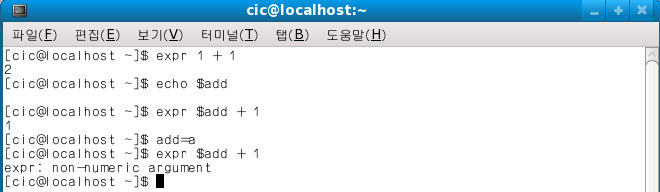 cic@localhost:~
파일(F) 편집(E) 보기(V) 터미널(T) 탭(B) 도움말(H)
[cic@localhost ~]$ expr 1 + 1
2
[cic@localhost ~]$ echo $add

[cic@localhost ~]$ expr $add + 1
1
[cic@localhost ~]$ add=a
[cic@localhost ~]$ expr $add + 1
expr: non-numeric argument
[cic@localhost ~]$